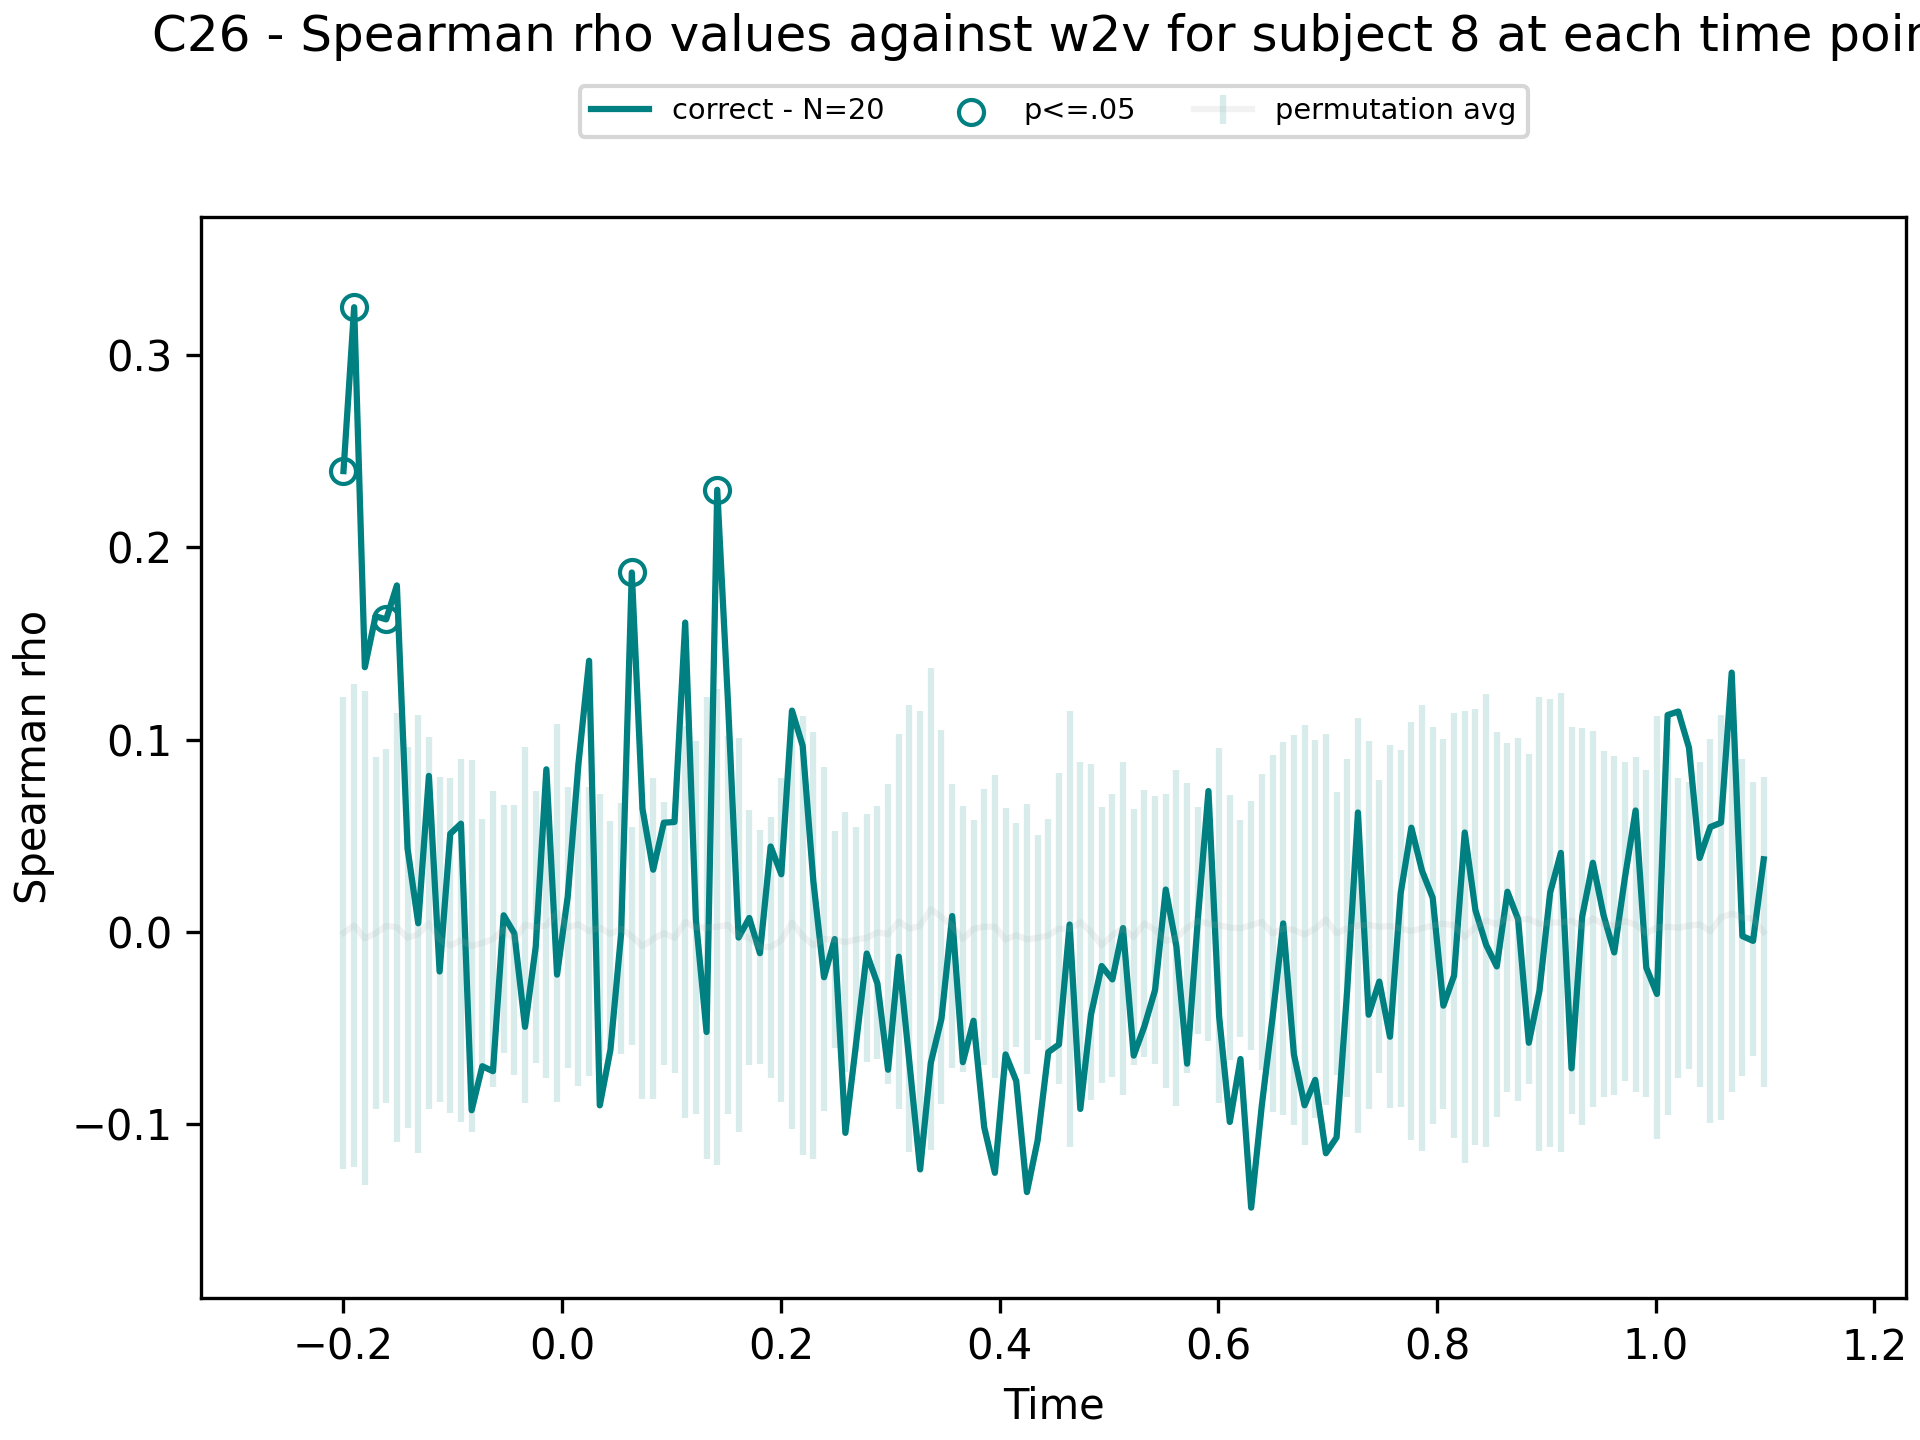 C26 - Spearman rho values against w2v for subject 8 at each time
correct - N=20 p<=.05 permutation avg
Spearman rho
0.3
0.2
0.1
0.0
−0.1
−0.2 0.0 0.2 0.4 0.6 0.8 1.0 1.2
Time